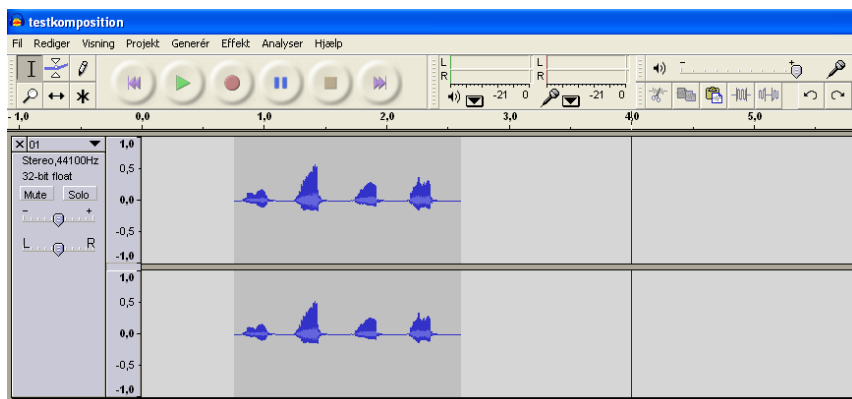 testkomposition
Fil Rediger Visning Projekt Generér Effekt Analyser Hjælp
L
R
L
R
-21 0
-21 0
- 1,0 0,0 1,0 2,0 3,0 4,0 5,0
01
Stereo,44100Hz
32-bit float
Mute Solo
- +
L R
1,0
0,5
0,0
-0,5
-1,0
1,0
0,5
0,0
-0,5
-1,0